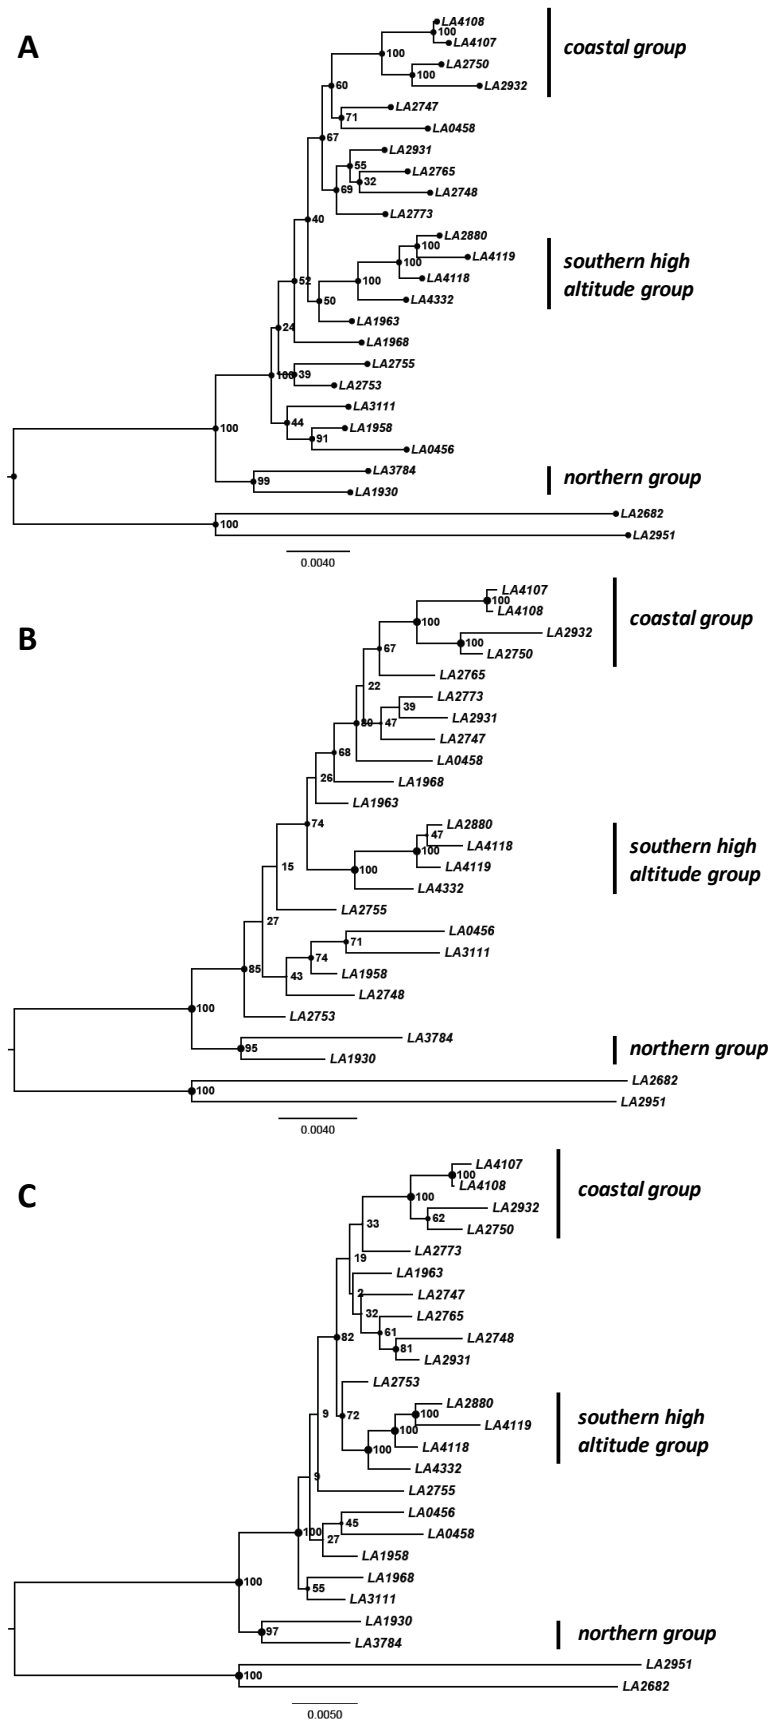 A
LA4108
100
LA4107
100
coastal group
LA2750
100
LA2932
60
LA2747
71
LA0458
67
LA2931
55
LA2765
32
LA2748
69
LA2773
40
LA2880
100
LA4119
100
southern high
LA4118
100
52
altitude group
LA4332
50
LA1963
24
LA1968
LA2755
100
39
LA2753
LA3111
44
LA1958
100
91
LA0456
LA3784
99
northern group
LA1930
LA2682
100
LA2951
0.0040
B
LA4107
100
LA4108
100
coastal group
LA2932
100
LA2750
67
LA2765
22
LA2773
39
LA2931
80
47
LA2747
68
LA0458
26
LA1968
LA1963
74
LA2880
47
LA4118
100
southern high
LA4119
100
15
altitude group
LA4332
LA2755
27
LA0456
71
LA3111
74
85
LA1958
43
LA2748
100
LA2753
LA3784
95
northern group
LA1930
LA2682
100
LA2951
0.0040
C
LA4107
100
LA4108
100
coastal group
LA2932
62
LA2750
33
LA2773
19
LA1963
2
LA2747
32
LA2765
61
82
LA2748
81
LA2931
LA2753
LA2880
9
72
100
LA4119
southern high
100
LA4118
100
altitude group
LA4332
9
LA2755
LA0456
45
100
LA0458
27
LA1958
LA1968
100
55
LA3111
LA1930
97
northern group
LA3784
LA2951
100
LA2682
0.0050